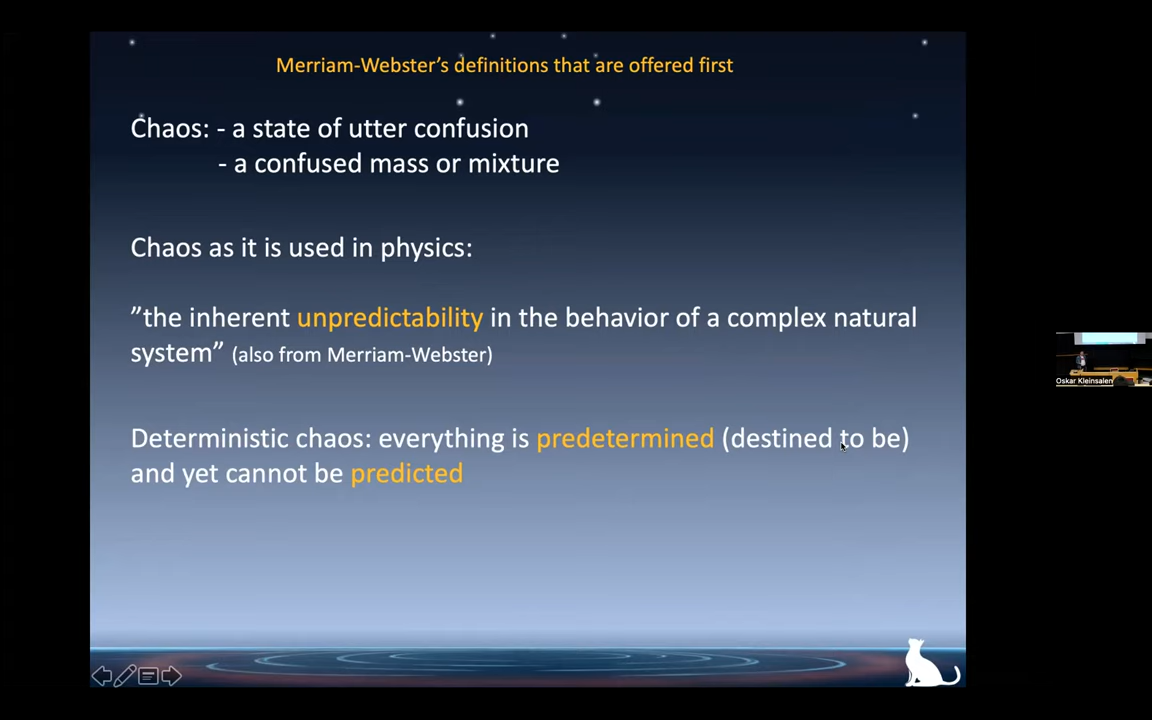 Merriam-Webster’s definitions that are offered first
Chaos: - a state of utter confusion
- a confused mass or mixture
Chaos as it is used in physics:
”the inherent unpredictability in the behavior of a complex natural
system” (also from Merriam-Webster)
Oskar Kleinsalen
Deterministic chaos: everything is predetermined (destined to be)
and yet cannot be predicted